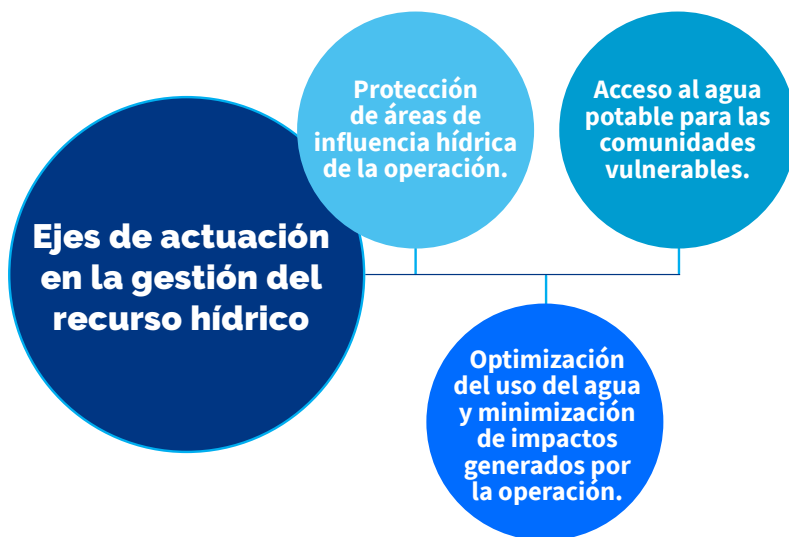 Ejes de actuación
en la gestión del
recurso hídrico
Protección
de áreas de
influencia hídrica
de la operación.
Optimización
del uso del agua
y minimización
de impactos
generados por
la operación.
Acceso al agua
potable para las
comunidades
vulnerables.